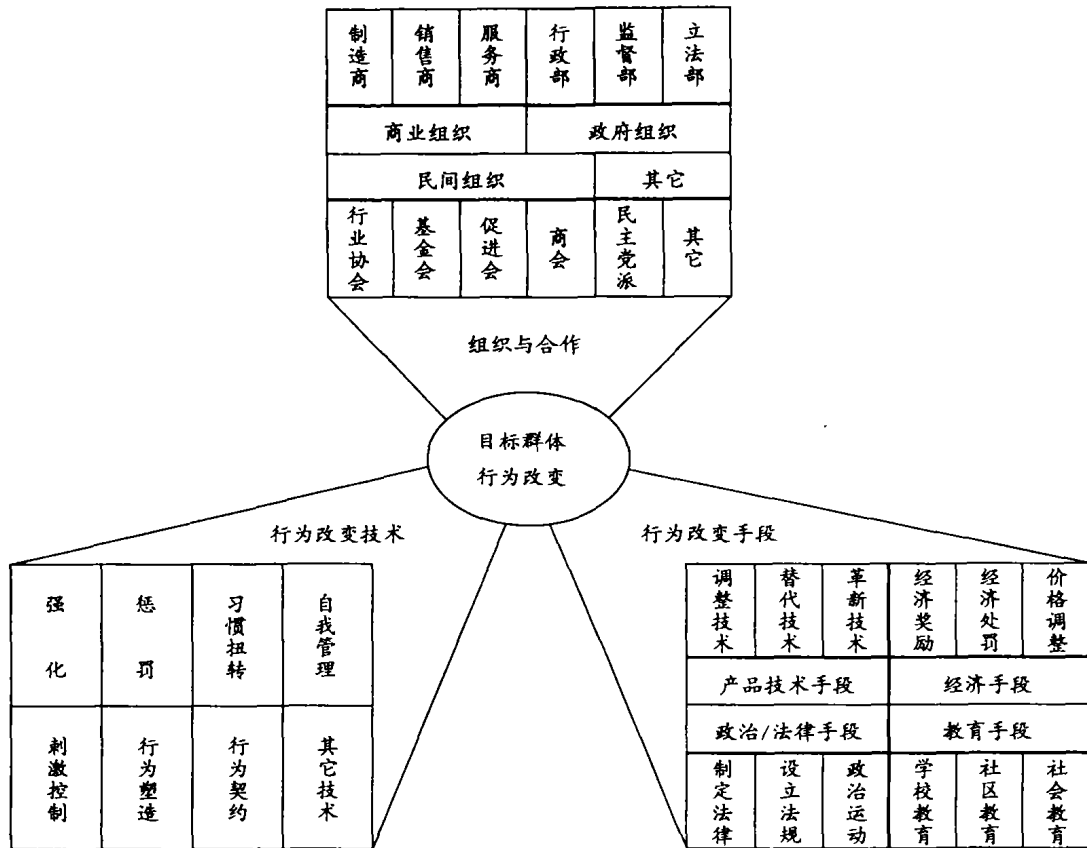 制造商
销售商
服务商
行政部
监督部
立法部
商业组织
政府组织
民间组织
其它
行业协会
基金会
促进会
商会
民主党派
其它
组织与合作
目标群体
行为改变
行为改变技术
行为改变手段
强化
惩罚
习惯扭转
自我管理
刺激控制
行为塑造
行为契约
其它技术
调整技术
替代技术
革新技术
经济奖励
经济处罚
价格调整
产品技术手段
经济手段
政治/法律手段
教育手段
制定法律
设立法规
政治运动
学校教育
社区教育
社会教育